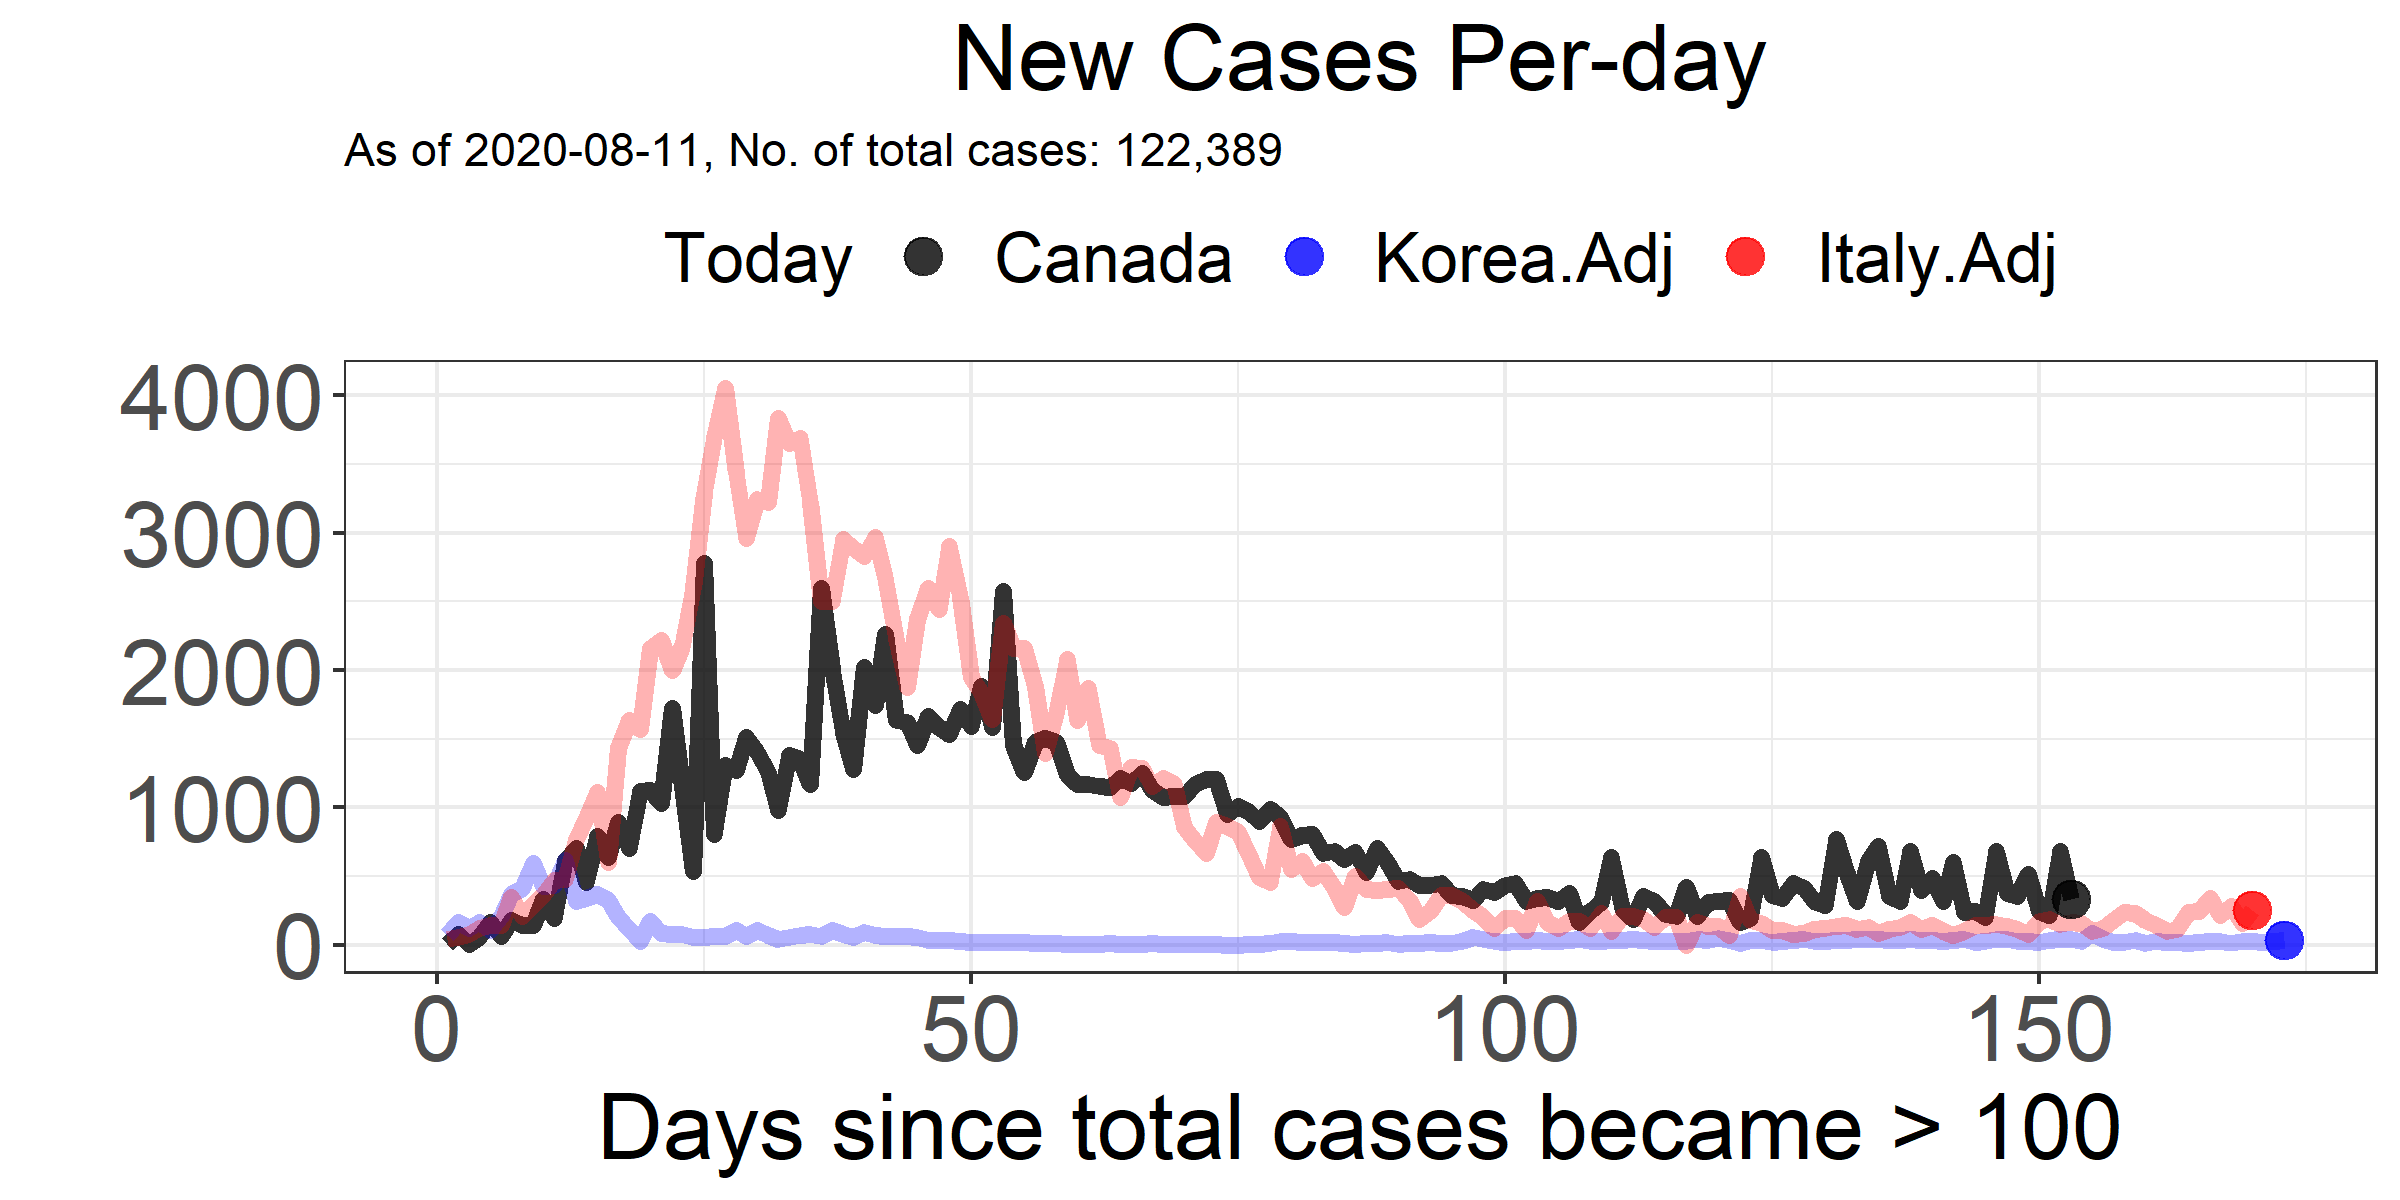 New Cases Per-day
As of 2020-08-11, No. of total cases: 122,389
Today Canada Korea.Adj Italy.Adj
4000
3000
2000
1000
0
0 50 100 150
Days since total cases became > 100